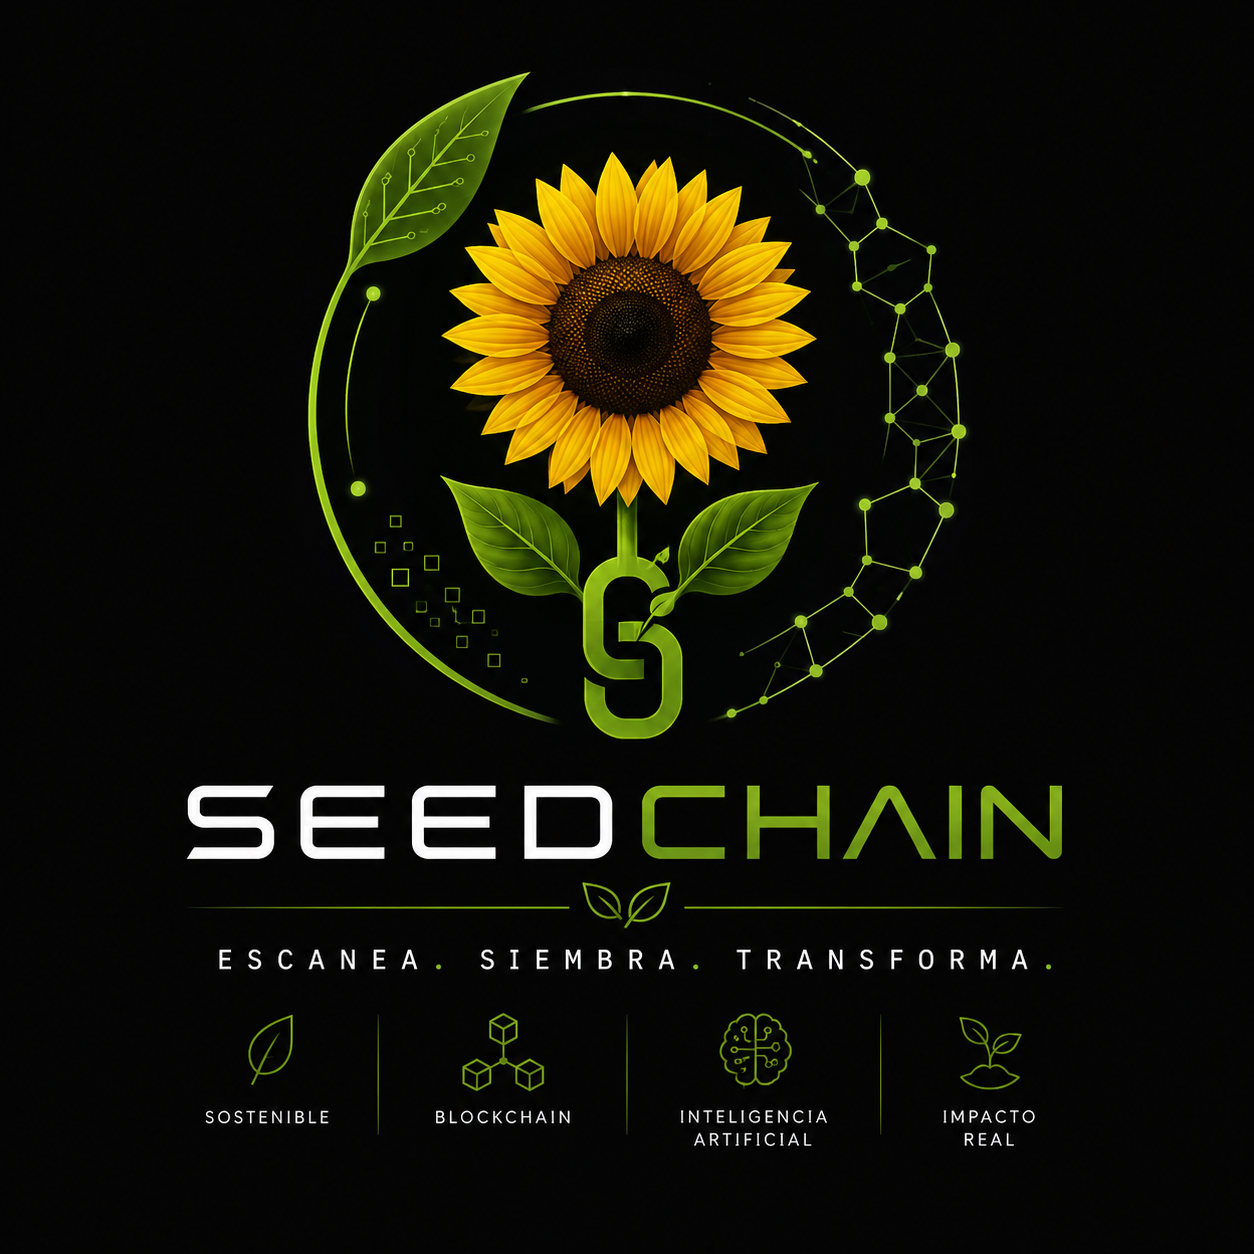 SEEDCHAIN
ESCANEA. SIEMBRA. TRANSFORMA.
SOSTENIBLE
BLOCKCHAIN
INTELIGENCIA
ARTIFICIAL
IMPACTO
REAL